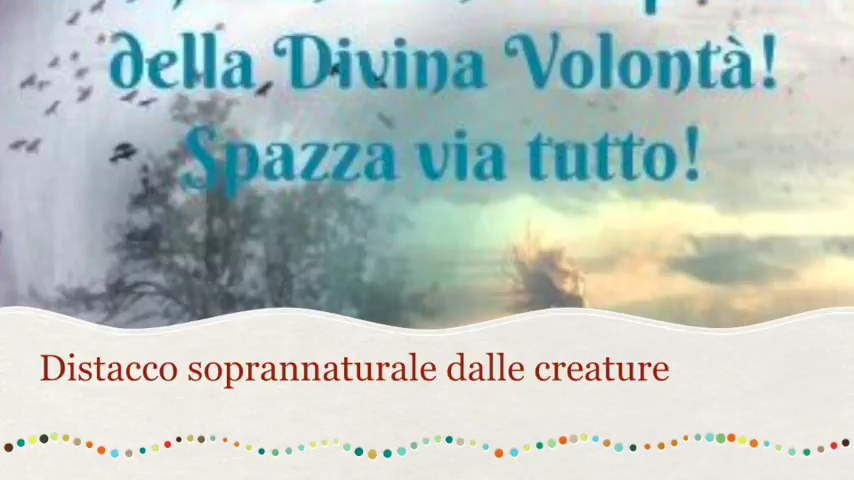 della Divina Volontà!
Spazza via tutto!
Distacco soprannaturale dalle creature